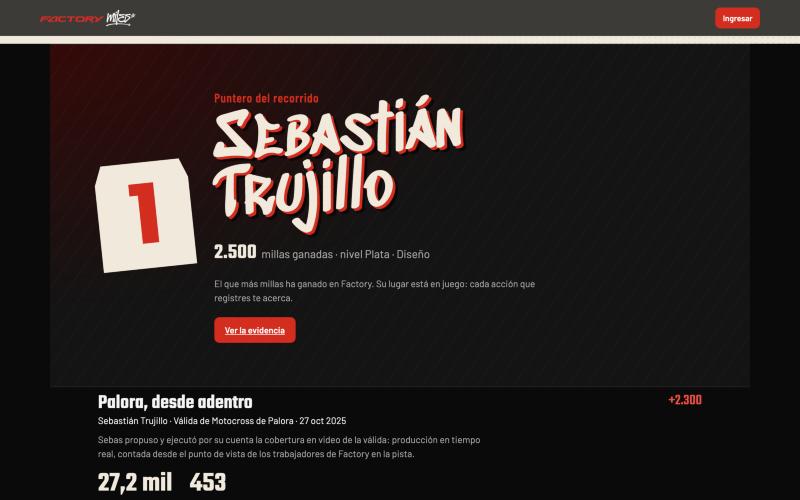 FACTORY Miles
Ingresar
Puntero del recorrido
SEBASTIÁN
TRUJILLO
1
2.500 millas ganadas · nivel Plata · Diseño
El que más millas ha ganado en Factory. Su lugar está en juego: cada acción que
registres te acerca.
Ver la evidencia
Palora, desde adentro
+2.300
Sebastián Trujillo · Válida de Motocross de Palora · 27 oct 2025
Sebas propuso y ejecutó por su cuenta la cobertura en video de la válida: producción en tiempo
real, contada desde el punto de vista de los trabajadores de Factory en la pista.
27,2 mil 453